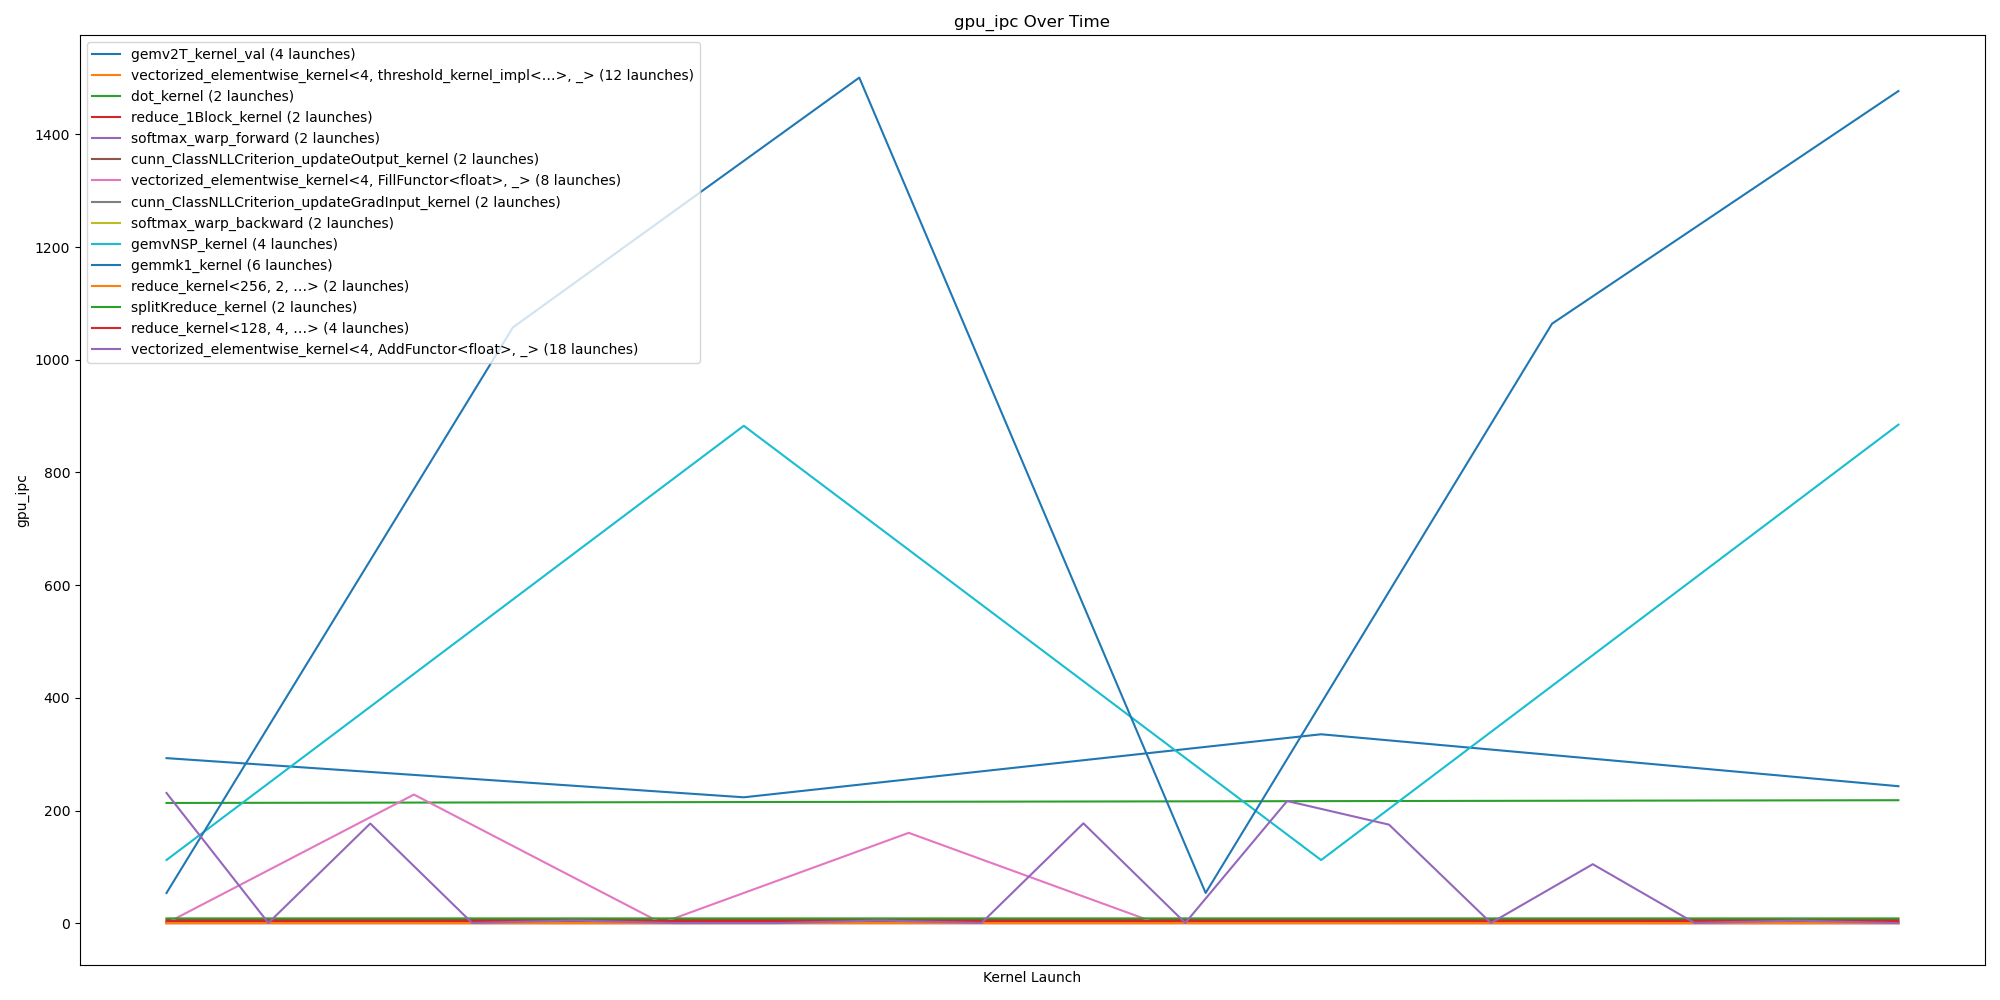 gpu_ipc Over Time
gemv2T_kernel_val (4 launches)
vectorized_elementwise_kernel<4, threshold_kernel_impl<...>, _> (12 launches)
dot_kernel (2 launches)
reduce_1Block_kernel (2 launches)
softmax_warp_forward (2 launches)
cunn_ClassNLLCriterion_updateOutput_kernel (2 launches)
vectorized_elementwise_kernel<4, FillFunctor<float>, _> (8 launches)
cunn_ClassNLLCriterion_updateGradInput_kernel (2 launches)
softmax_warp_backward (2 launches)
gemvNSP_kernel (4 launches)
gemmk1_kernel (6 launches)
reduce_kernel<256, 2, ...> (2 launches)
splitKreduce_kernel (2 launches)
reduce_kernel<128, 4, ...> (4 launches)
vectorized_elementwise_kernel<4, AddFunctor<float>, _> (18 launches)
1400
1200
1000
800
600
400
200
0
gpu_ipc
Kernel Launch